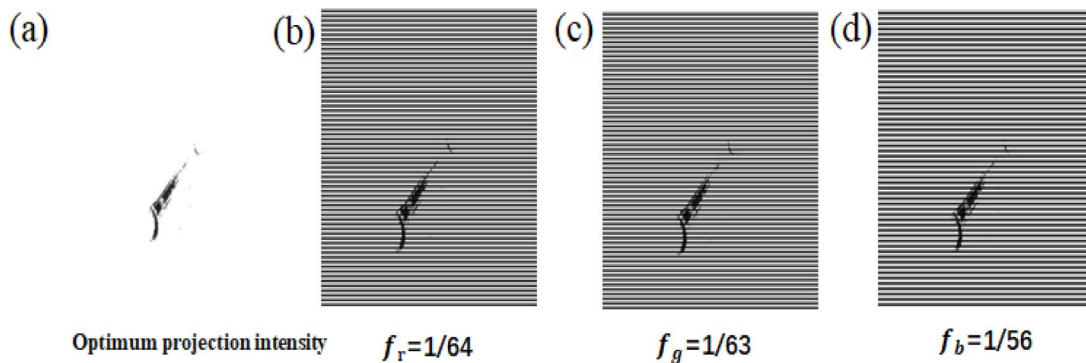 (a)
(b)
(c)
(d)
Optimum projection intensity
f_r=1/64
f_g=1/63
f_b=1/56